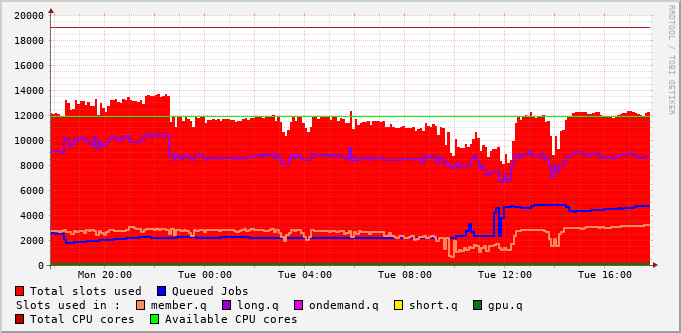 RRDTOOL / TOBI OETIKER
20000
18000
16000
14000
12000
10000
8000
6000
4000
2000
0
Mon 20:00 Tue 00:00 Tue 04:00 Tue 08:00 Tue 12:00 Tue 16:00
Total slots used Queued Jobs
Slots used in : member.q long.q ondemand.q short.q gpu.q
Total CPU cores Available CPU cores